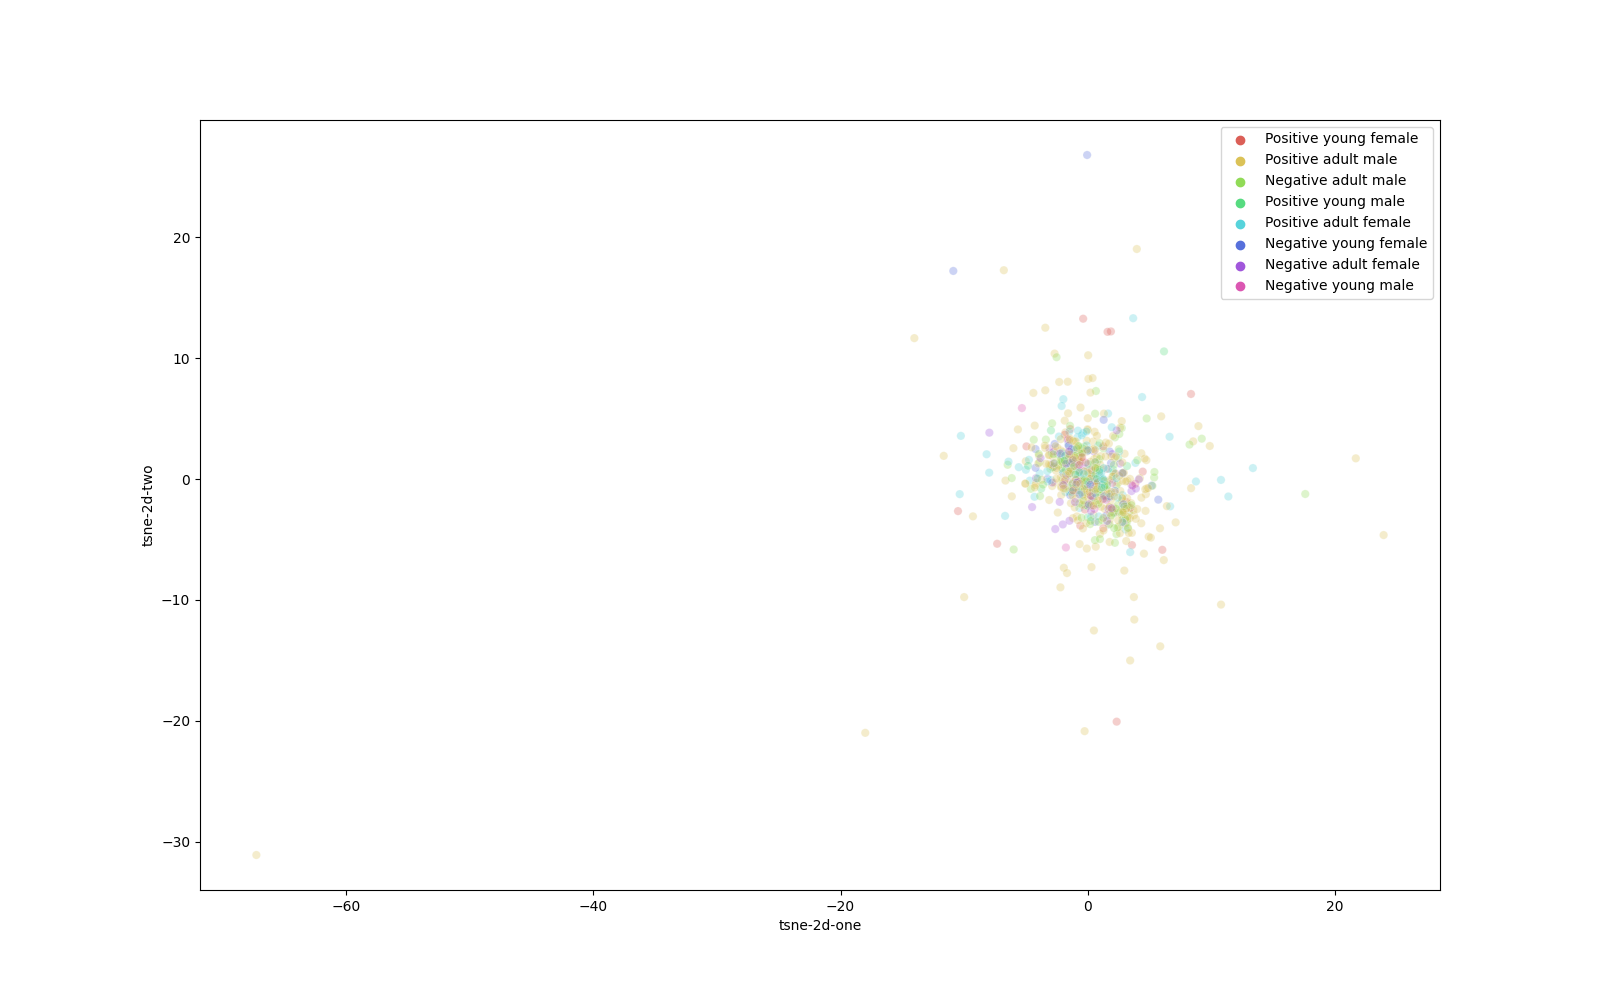 Positive young female
Positive adult male
Negative adult male
Positive young male
Positive adult female
Negative young female
Negative adult female
Negative young male
20
10
0
−10
−20
−30
tsne-2d-two
−60
−40
−20
0
20
tsne-2d-one